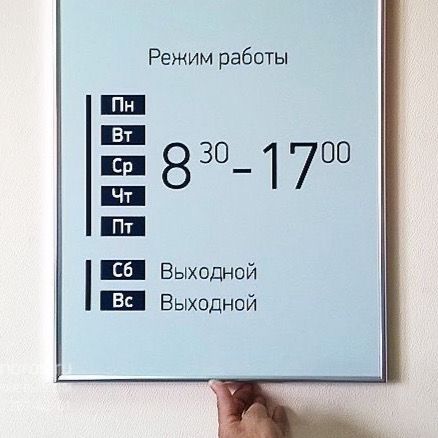 Режим работы
Пн
Вт
Ср
Чт
Пт
8 30 - 17 00
Сб Выходной
Вс Выходной